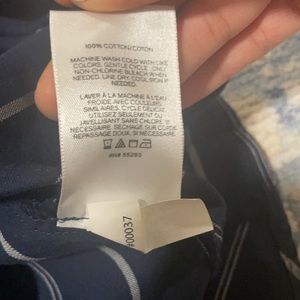 100% COTTON/COTON
MACHINE WASH COLD WITH LIKE
COLORS, GENTLE CYCLE . ONLY
NON-CHLORINE BLEACH WHEN
NEEDED. LINE DRY. COOL IRON IF
NEEDED.
LAVER À LA MACHINE À L'EAU
FROIDE AVEC COULEURS
SIMILAIRES, CYCLE DÉLICAT.
UTILISEZ SEULEMENT DU
JAVELLISANT SANS CHLORE SI
NÉCESSAIRE. SÉCHAGE SUR CORDE.
REPASSAGE DOUX, SI NÉCESSAIRE.
RN# 55285
#00037